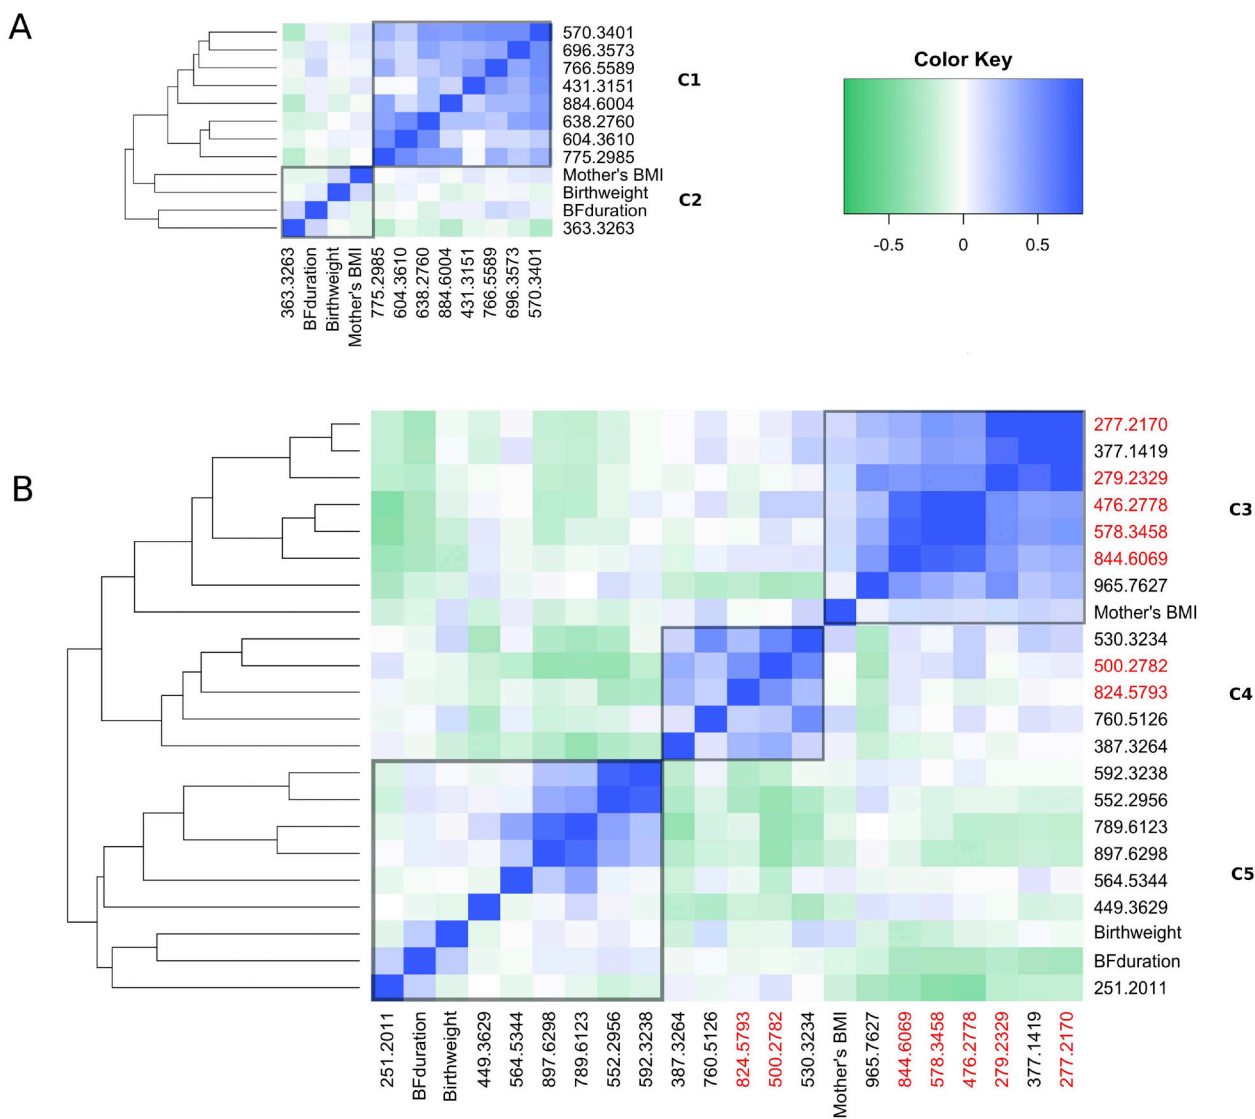 A
570.3401
696.3573
766.5589
431.3151
884.6004
638.2760
604.3610
775.2985
Mother's BMI
Birthweight
BFduration
363.3263
C1
C2
363.3263
BFduration
Birthweight
Mother's BMI
775.2985
604.3610
638.2760
884.6004
431.3151
766.5589
696.3573
570.3401
Color Key
-0.5
0
0.5
B
277.2170
377.1419
279.2329
476.2778
578.3458
844.6069
965.7627
Mother's BMI
530.3234
500.2782
824.5793
760.5126
387.3264
592.3238
552.2956
789.6123
897.6298
564.5344
449.3629
Birthweight
BFduration
251.2011
C3
C4
C5
251.2011
BFduration
Birthweight
449.3629
564.5344
897.6298
789.6123
552.2956
592.3238
387.3264
760.5126
824.5793
500.2782
530.3234
Mother's BMI
965.7627
844.6069
578.3458
476.2778
279.2329
377.1419
277.2170